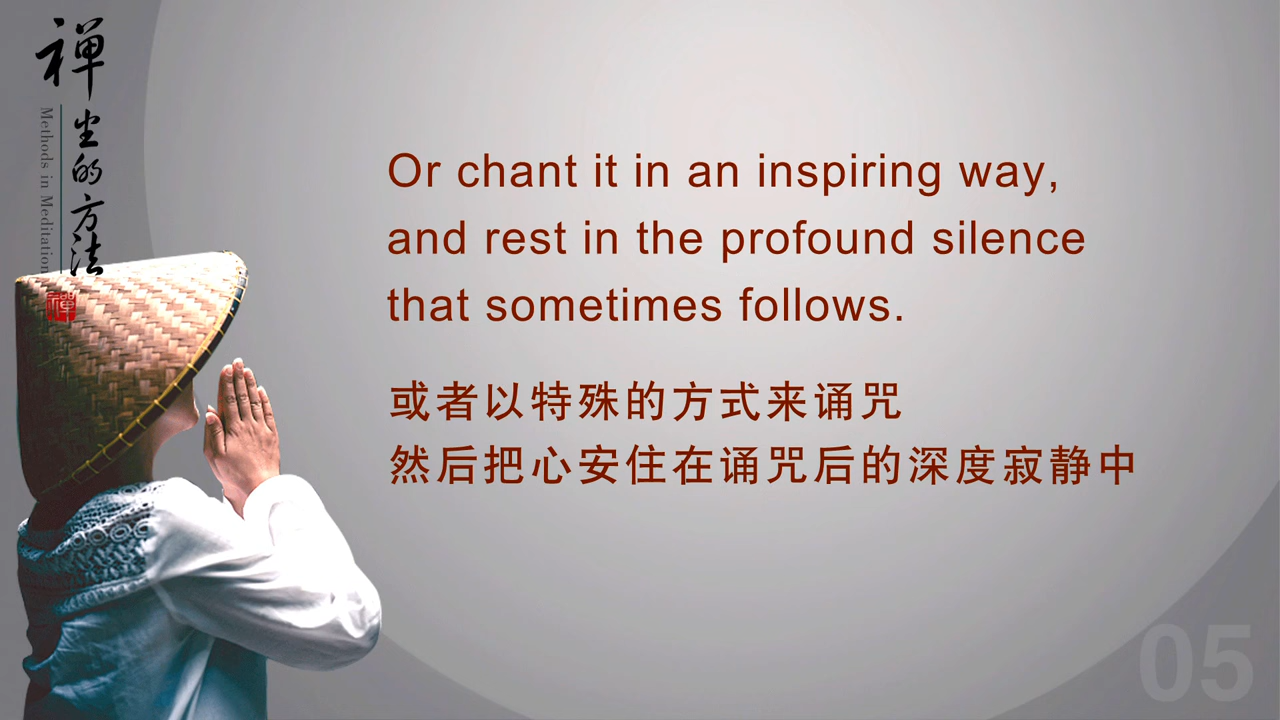 禅坐的方法
Methods in Meditation
禅
Or chant it in an inspiring way,
and rest in the profound silence
that sometimes follows.
或者以特殊的方式来诵咒
然后把心安住在诵咒后的深度寂静中
05